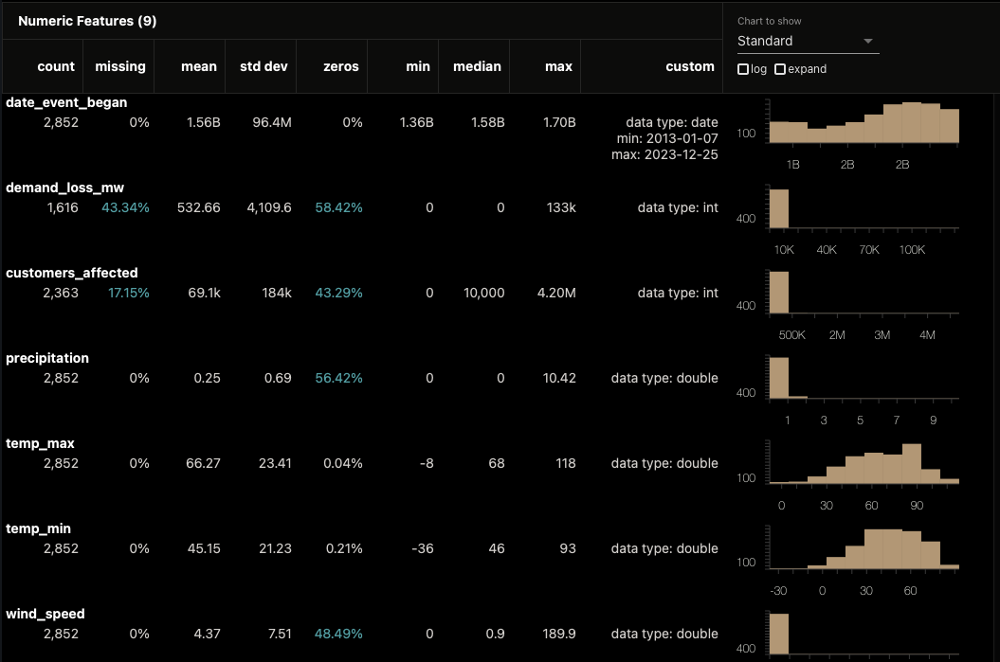 Numeric Features (9)
Chart to show
Standard
log expand
count missing mean std dev zeros min median max custom
date_event_began
2,852 0% 1.56B 96.4M 0% 1.36B 1.58B 1.70B data type: date
min: 2013-01-07
max: 2023-12-25
100
1B 2B 2B
demand_loss_mw
1,616 43.34% 532.66 4,109.6 58.42% 0 0 133k data type: int
400
10K 40K 70K 100K
customers_affected
2,363 17.15% 69.1k 184k 43.29% 0 10,000 4.20M data type: int
400
500K 2M 3M 4M
precipitation
2,852 0% 0.25 0.69 56.42% 0 0 10.42 data type: double
400
1 3 5 7 9
temp_max
2,852 0% 66.27 23.41 0.04% -8 68 118 data type: double
100
0 30 60 90
temp_min
2,852 0% 45.15 21.23 0.21% -36 46 93 data type: double
100
-30 0 30 60
wind_speed
2,852 0% 4.37 7.51 48.49% 0 0.9 189.9 data type: double
400